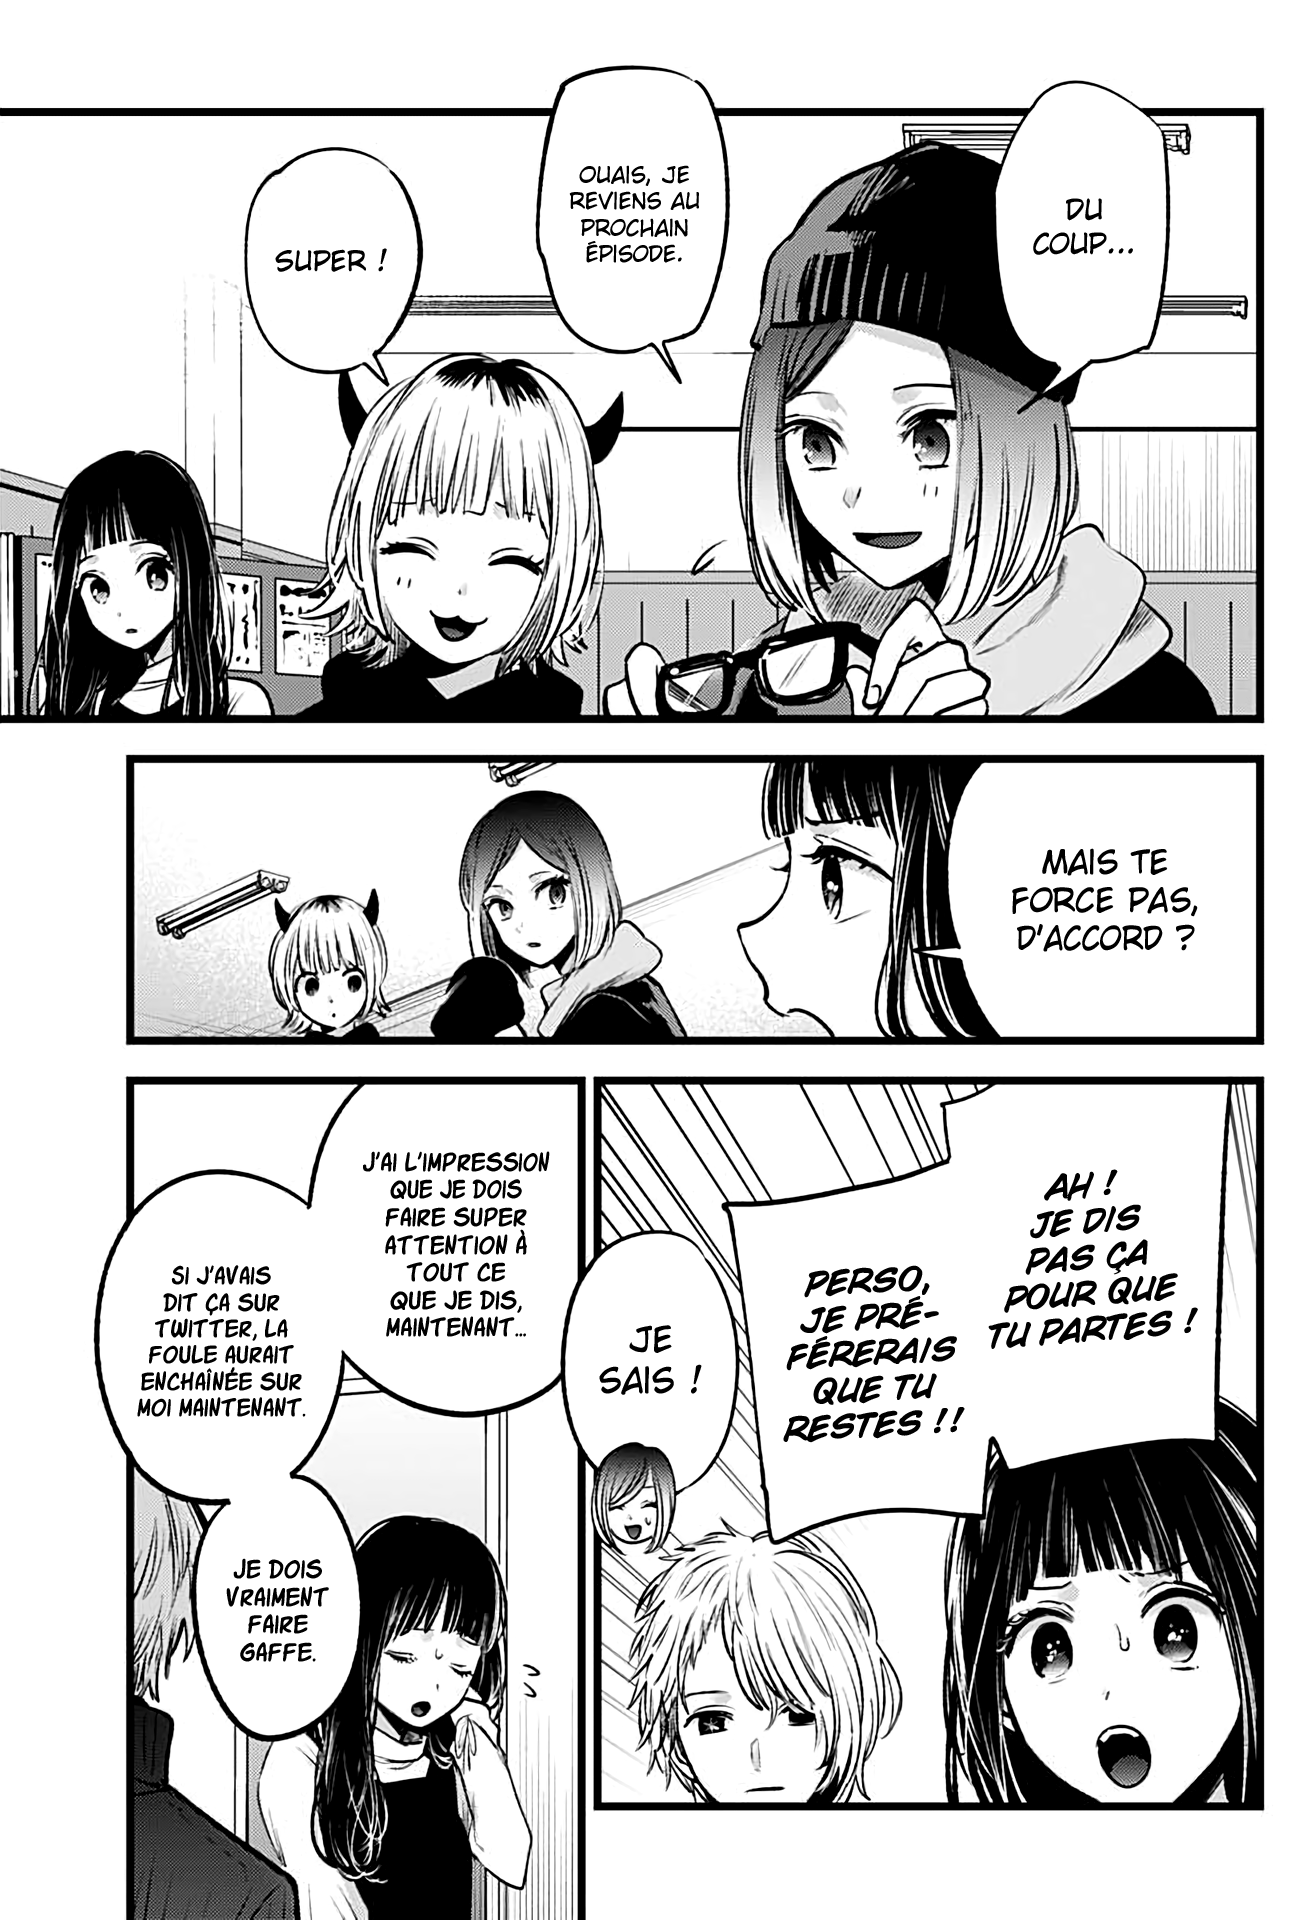 DU
COUP...
OUAIS, JE
REVIENS AU
PROCHAIN
ÉPISODE.
SUPER !
MAIS TE
FORCE PAS,
D'ACCORD ?
AH !
JE DIS
PAS ÇA
POUR QUE
TU PARTES !
PERSO,
JE PRÉ-
FÉRERAIS
QUE TU
RESTES !!
JE
SAIS !
J'AI L'IMPRESSION
QUE JE DOIS
FAIRE SUPER
ATTENTION À
TOUT CE
QUE JE DIS,
MAINTENANT...
SI J'AVAIS
DIT ÇA SUR
TWITTER, LA
FOULE AURAIT
ENCHAÎNÉE SUR
MOI MAINTENANT.
JE DOIS
VRAIMENT
FAIRE
GAFFE.